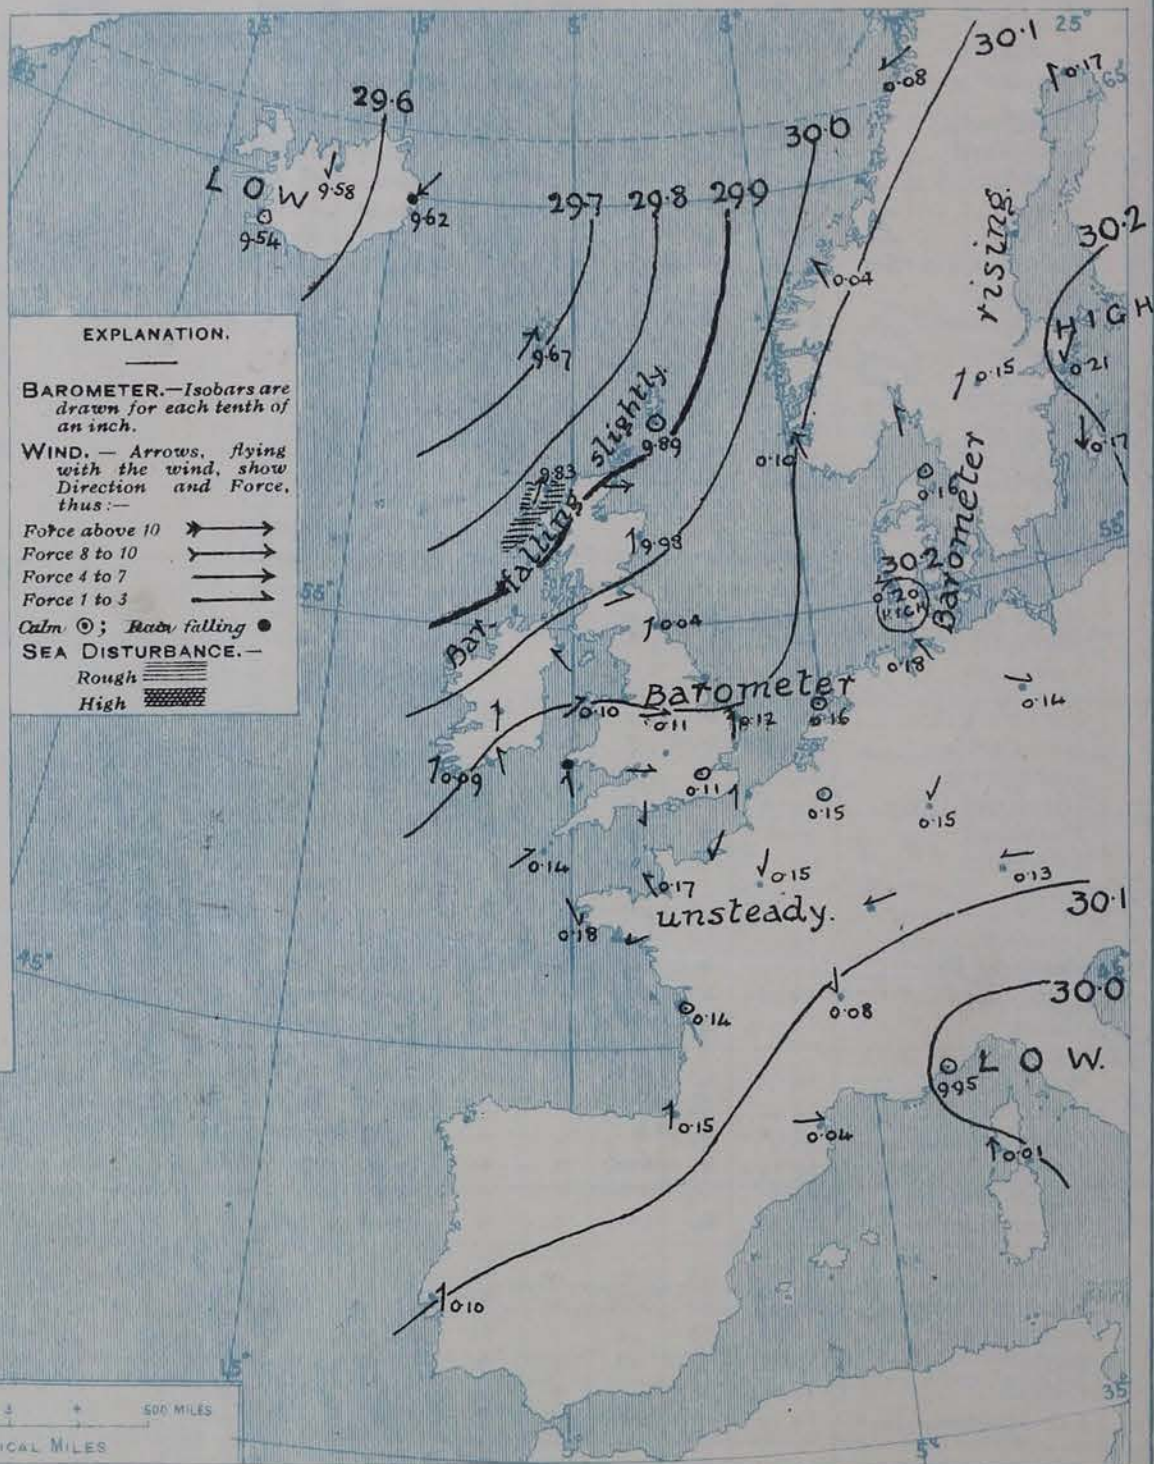 25°
15°
5°
5°
25°
30·1
0·17
65°
65°
0·08
29·6
30·0
L O W
9·58
9·62
9·54
29·7
29·8
29·9
30·2
rising.
0·04
HIGH
0·21
EXPLANATION.
BAROMETER.—Isobars are
drawn for each tenth of
an inch.
WIND. — Arrows, flying
with the wind, show
Direction and Force,
thus:—
Force above 10
Force 8 to 10
Force 4 to 7
Force 1 to 3
Calm ; Rain falling
SEA DISTURBANCE.—
Rough
High
9·67
0·15
slightly.
9·89
0·17
0·10
9·83
0·16
Barometer
falling
9·98
55°
30·2
0·20
HIGH
55°
Bar.
0·04
0·18
Barometer
0·14
0·10
0·11
0·12
0·16
0·09
0·11
0·15
0·15
0·14
0·17
0·15
0·13
unsteady.
30·1
0·18
45°
0·14
0·08
30·0
L O W.
9·95
0·15
0·04
0·01
0·10
15°
35°
500 MILES
ICAL MILES
5°